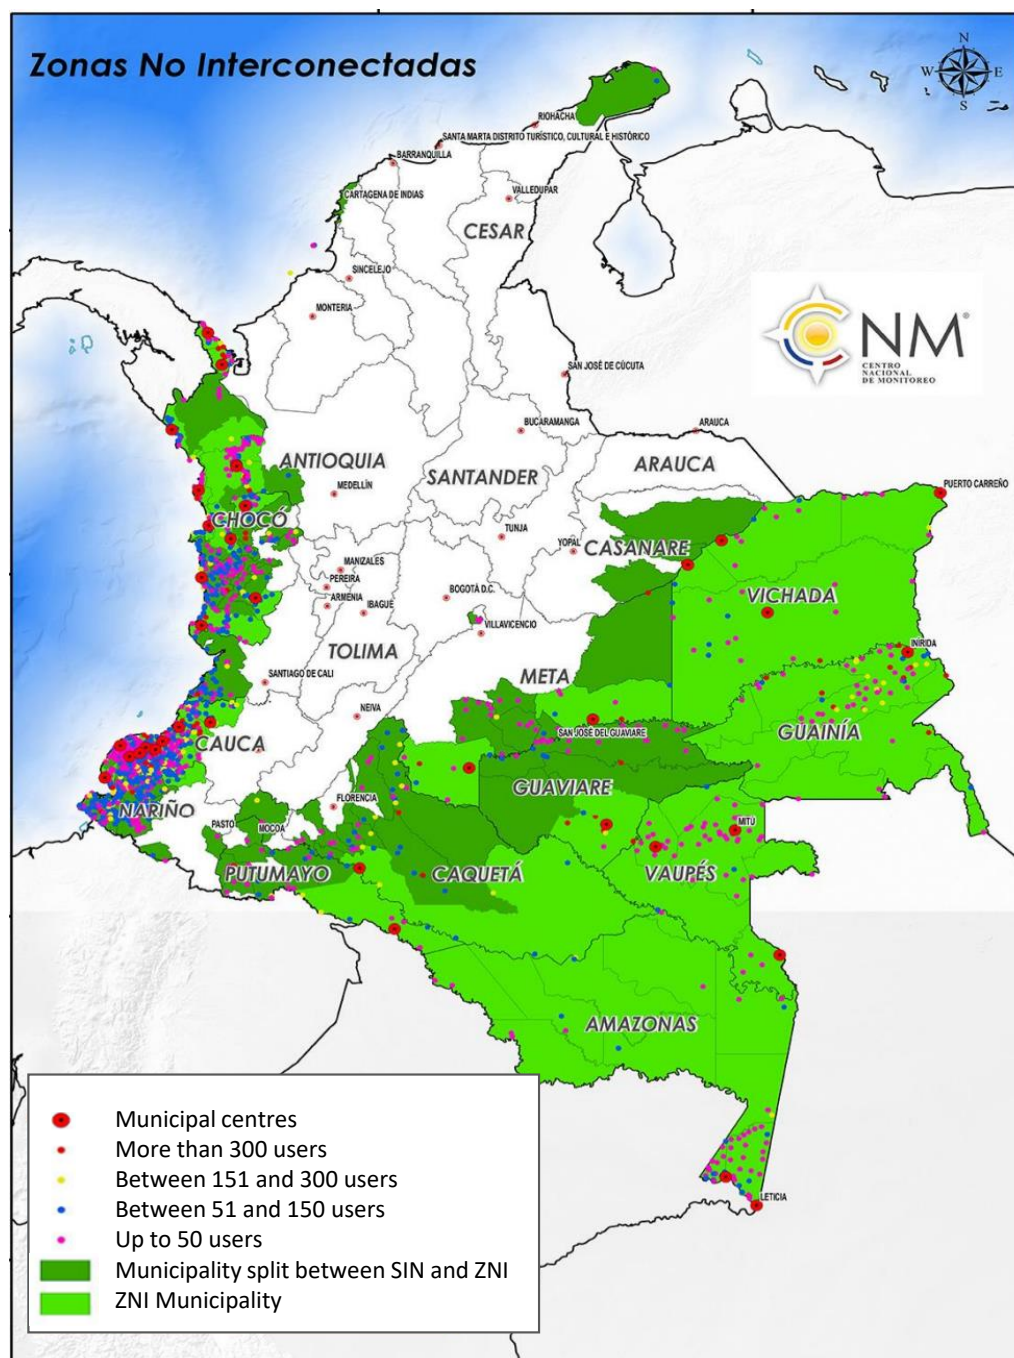 Zonas No Interconectadas
N
W
E
S
RIOHACHA
SANTA MARTA DISTRITO TURÍSTICO, CULTURAL E HISTÓRICO
BARRANQUILLA
CARTAGENA DE INDIAS
VALLEDUPAR
CESAR
SINCELEJO
MONTERIA
CNM®
CENTRO
NACIONAL
DE MONITOREO
SAN JOSÉ DE CÚCUTA
BUCARAMANGA
ARAUCA
ANTIOQUIA
SANTANDER
ARAUCA
MEDELLÍN
PUERTO CARREÑO
CHOCÓ
TUNJA
YOPAL
CASANARE
MANIZALES
PEREIRA
ARMENIA
IBAGUÉ
BOGOTÁ D.C.
VICHADA
VILLAVICENCIO
TOLIMA
INÍRIDA
SANTIAGO DE CALI
META
NEIVA
CAUCA
SAN JOSÉ DEL GUAVIARE
GUAINÍA
GUAVIARE
NARIÑO
FLORENCIA
PASTO
MOCOA
MITÚ
PUTUMAYO
CAQUETÁ
VAUPÉS
AMAZONAS
LETICIA
Municipal centres
More than 300 users
Between 151 and 300 users
Between 51 and 150 users
Up to 50 users
Municipality split between SIN and ZNI
ZNI Municipality